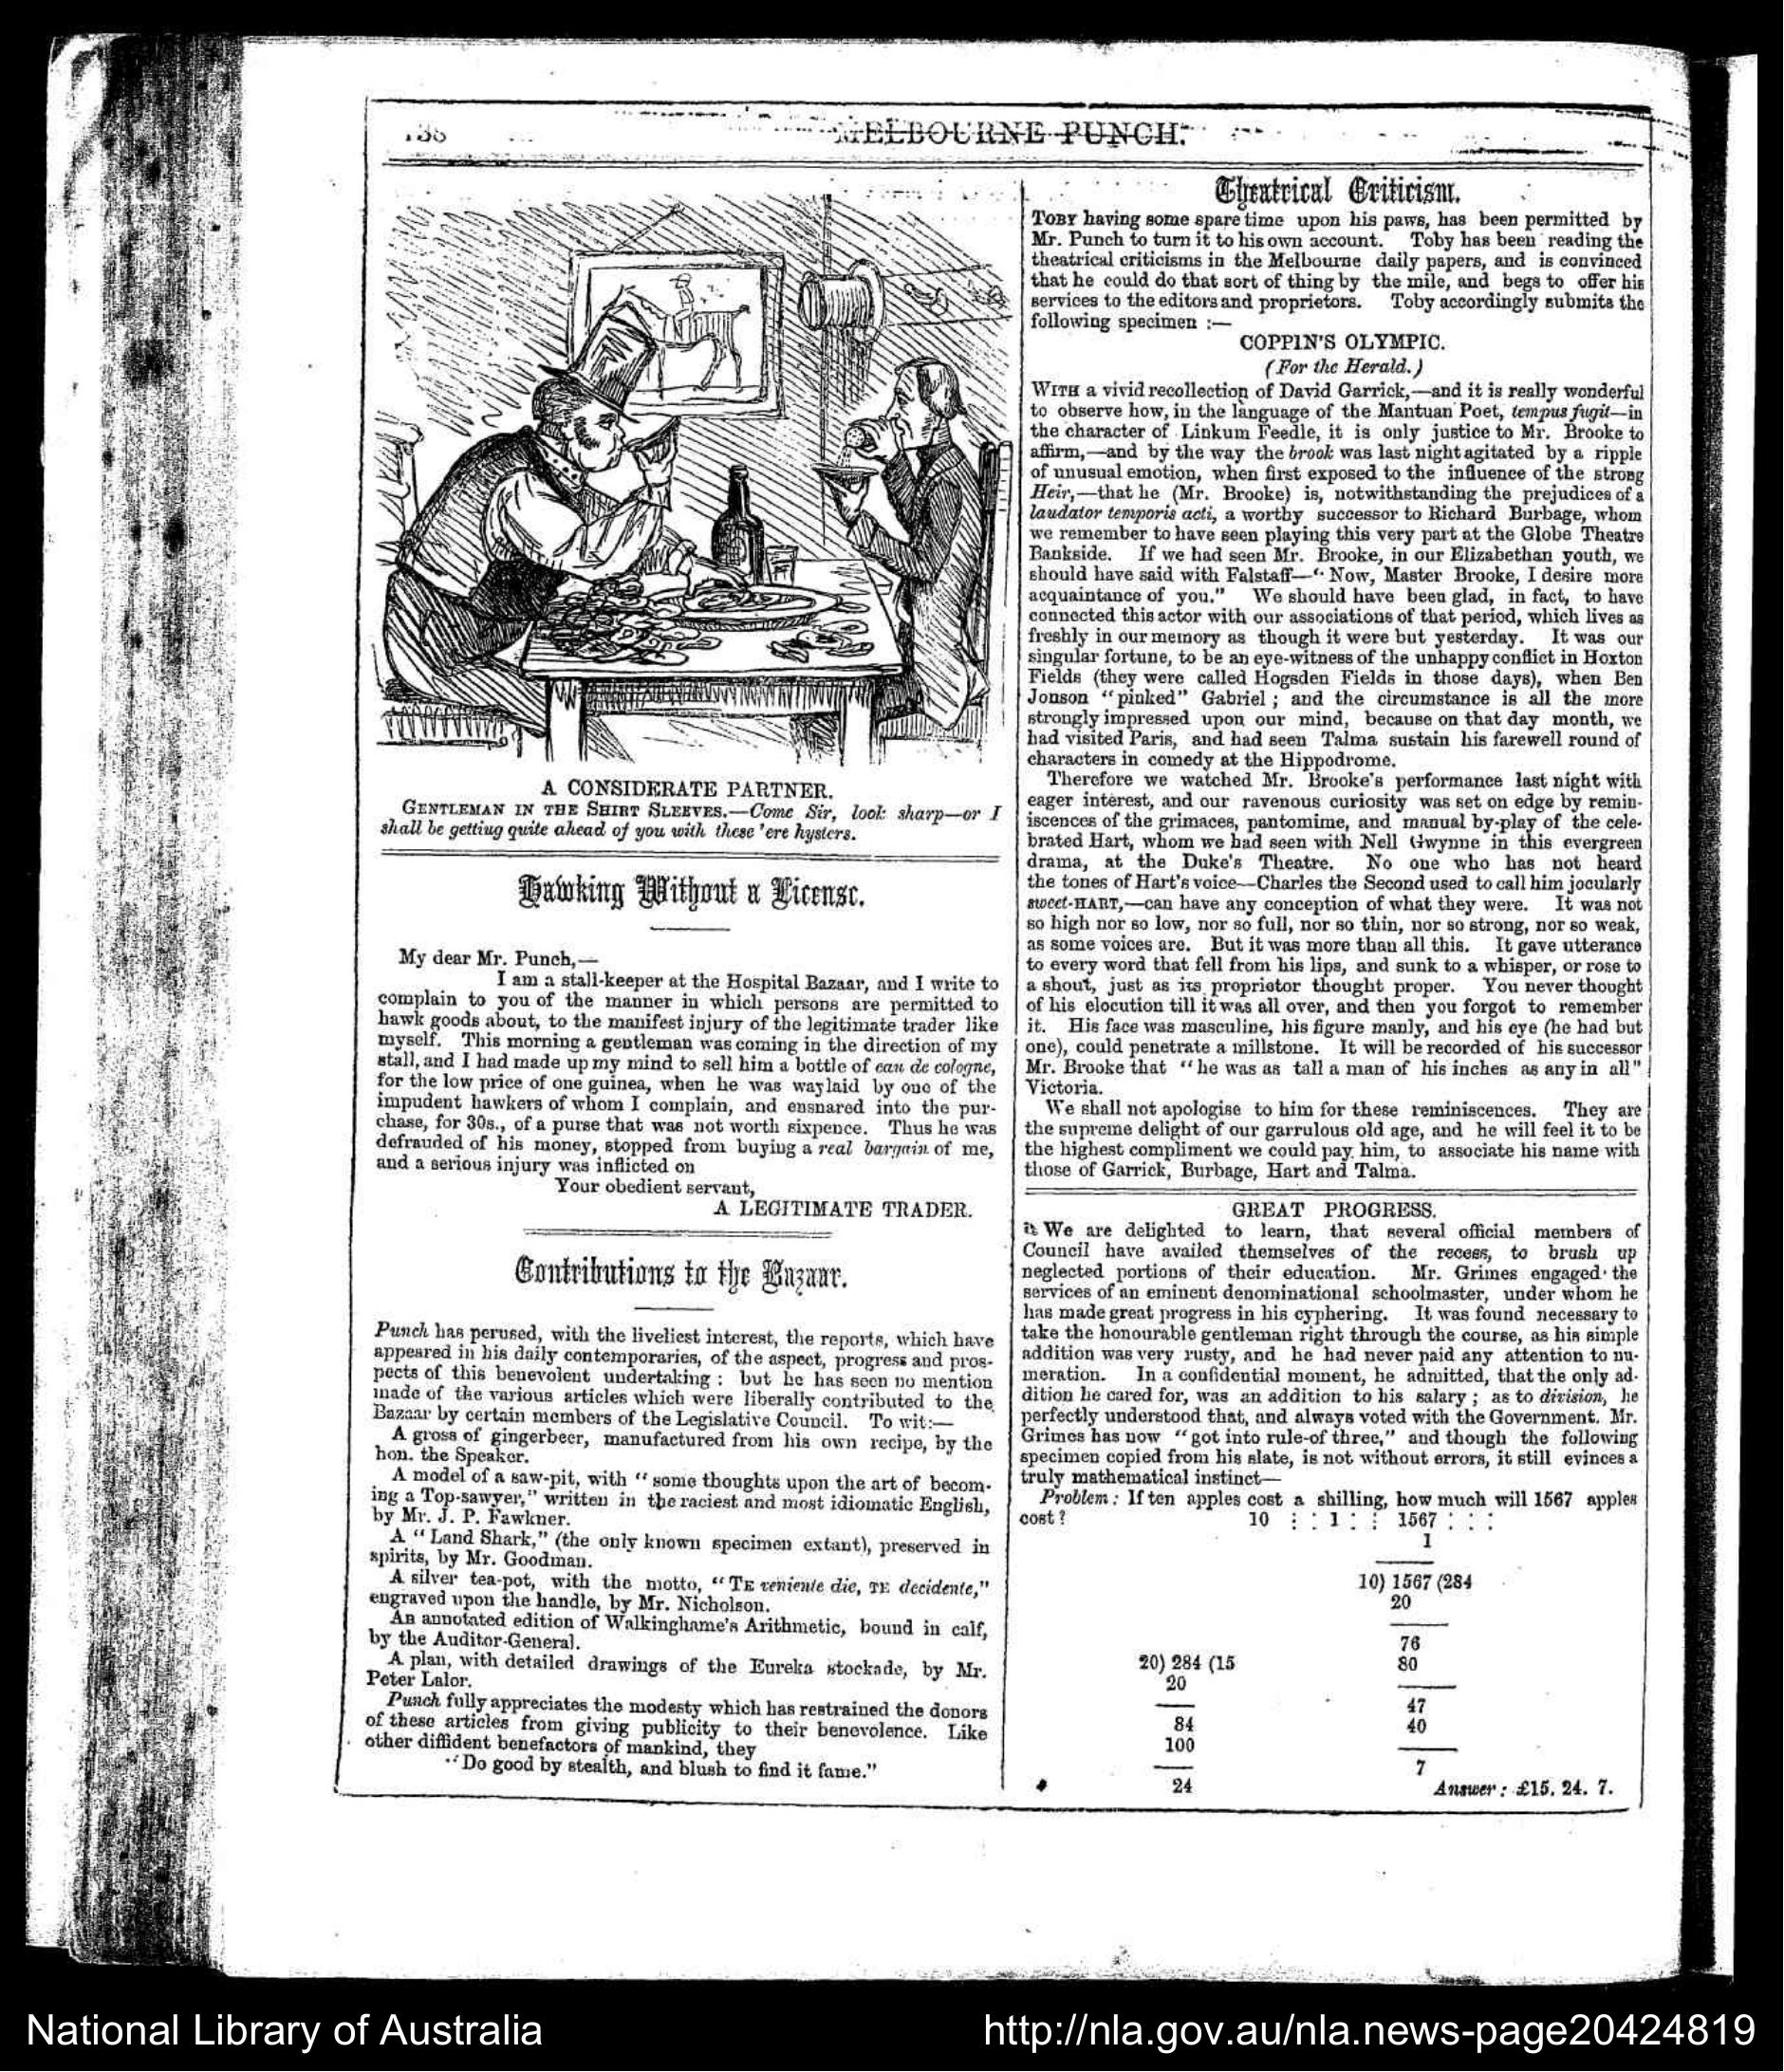 MELBOURNE PUNCH.
A CONSIDERATE PARTNER.
GENTLEMAN IN THE SHIRT SLEEVES.—Come Sir, look sharp—or I
shall be getting quite ahead of you with these 'ere hysters.
Hawking Without a License.
My dear Mr. Punch,—
I am a stall-keeper at the Hospital Bazaar, and I write to
complain to you of the manner in which persons are permitted to
hawk goods about, to the manifest injury of the legitimate trader like
myself. This morning a gentleman was coming in the direction of my
stall, and I had made up my mind to sell him a bottle of eau de cologne,
for the low price of one guinea, when he was waylaid by one of the
impudent hawkers of whom I complain, and ensnared into the pur-
chase, for 30s., of a purse that was not worth sixpence. Thus he was
defrauded of his money, stopped from buying a real bargain of me,
and a serious injury was inflicted on
Your obedient servant,
A LEGITIMATE TRADER.
Contributions to the Bazaar.
Punch has perused, with the liveliest interest, the reports, which have
appeared in his daily contemporaries, of the aspect, progress and pros-
pects of this benevolent undertaking : but he has seen no mention
made of the various articles which were liberally contributed to the
Bazaar by certain members of the Legislative Council. To wit:—
A gross of gingerbeer, manufactured from his own recipe, by the
hon. the Speaker.
A model of a saw-pit, with "some thoughts upon the art of becom-
ing a Top-sawyer," written in the raciest and most idiomatic English,
by Mr. J. P. Fawkner.
A "Land Shark," (the only known specimen extant), preserved in
spirits, by Mr. Goodman.
A silver tea-pot, with the motto, "TE veniente die, TE decidente,"
engraved upon the handle, by Mr. Nicholson.
An annotated edition of Walkinghame's Arithmetic, bound in calf,
by the Auditor-General.
A plan, with detailed drawings of the Eureka stockade, by Mr.
Peter Lalor.
Punch fully appreciates the modesty which has restrained the donors
of these articles from giving publicity to their benevolence. Like
other diffident benefactors of mankind, they
"Do good by stealth, and blush to find it fame."
Theatrical Criticism.
TOBY having some spare time upon his paws, has been permitted by
Mr. Punch to turn it to his own account. Toby has been reading the
theatrical criticisms in the Melbourne daily papers, and is convinced
that he could do that sort of thing by the mile, and begs to offer his
services to the editors and proprietors. Toby accordingly submits the
following specimen :—
COPPIN'S OLYMPIC.
(For the Herald.)
WITH a vivid recollection of David Garrick,—and it is really wonderful
to observe how, in the language of the Mantuan Poet, tempus fugit—in
the character of Linkum Feedle, it is only justice to Mr. Brooke to
affirm,—and by the way the brook was last night agitated by a ripple
of unusual emotion, when first exposed to the influence of the strong
Heir,—that he (Mr. Brooke) is, notwithstanding the prejudices of a
laudator temporis acti, a worthy successor to Richard Burbage, whom
we remember to have seen playing this very part at the Globe Theatre
Bankside. If we had seen Mr. Brooke, in our Elizabethan youth, we
should have said with Falstaff—"Now, Master Brooke, I desire more
acquaintance of you." We should have been glad, in fact, to have
connected this actor with our associations of that period, which lives as
freshly in our memory as though it were but yesterday. It was our
singular fortune, to be an eye-witness of the unhappy conflict in Hoxton
Fields (they were called Hogsden Fields in those days), when Ben
Jonson "pinked" Gabriel ; and the circumstance is all the more
strongly impressed upon our mind, because on that day month, we
had visited Paris, and had seen Talma sustain his farewell round of
characters in comedy at the Hippodrome.
Therefore we watched Mr. Brooke's performance last night with
eager interest, and our ravenous curiosity was set on edge by remin-
iscences of the grimaces, pantomime, and manual by-play of the cele-
brated Hart, whom we had seen with Nell Gwynne in this evergreen
drama, at the Duke's Theatre. No one who has not heard
the tones of Hart's voice—Charles the Second used to call him jocularly
sweet-HART,—can have any conception of what they were. It was not
so high nor so low, nor so full, nor so thin, nor so strong, nor so weak,
as some voices are. But it was more than all this. It gave utterance
to every word that fell from his lips, and sunk to a whisper, or rose to
a shout, just as its proprietor thought proper. You never thought
of his elocution till it was all over, and then you forgot to remember
it. His face was masculine, his figure manly, and his eye (he had but
one), could penetrate a millstone. It will be recorded of his successor
Mr. Brooke that "he was as tall a man of his inches as any in all"
Victoria.
We shall not apologise to him for these reminiscences. They are
the supreme delight of our garrulous old age, and he will feel it to be
the highest compliment we could pay him, to associate his name with
those of Garrick, Burbage, Hart and Talma.
GREAT PROGRESS.
We are delighted to learn, that several official members of
Council have availed themselves of the recess, to brush up
neglected portions of their education. Mr. Grimes engaged the
services of an eminent denominational schoolmaster, under whom he
has made great progress in his cyphering. It was found necessary to
take the honourable gentleman right through the course, as his simple
addition was very rusty, and he had never paid any attention to nu-
meration. In a confidential moment, he admitted, that the only ad-
dition he cared for, was an addition to his salary ; as to division, he
perfectly understood that, and always voted with the Government. Mr.
Grimes has now "got into rule-of three," and though the following
specimen copied from his slate, is not without errors, it still evinces a
truly mathematical instinct—
Problem : If ten apples cost a shilling, how much will 1567 apples
cost ? 10 : : 1 : : 1567 : : :
1
10) 1567 (284
20
76
80
47
40
7
20) 284 (15
20
84
100
24
Answer : £15. 24. 7.
National Library of Australia
http://nla.gov.au/nla.news-page20424819